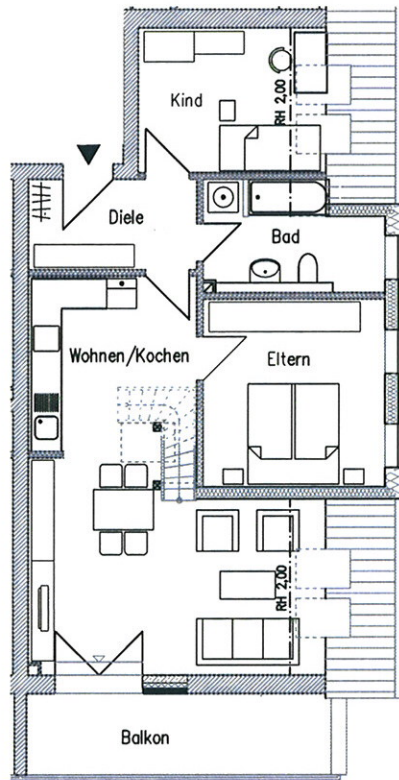 Kind
RH 2,00
Diele
Bad
Wohnen/Kochen
Eltern
RH 2,00
Balkon